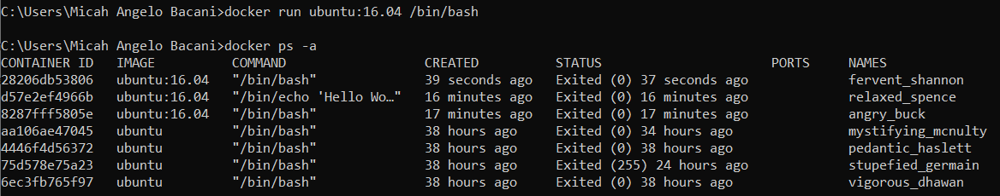 C:\Users\Micah Angelo Bacani>docker run ubuntu:16.04 /bin/bash
C:\Users\Micah Angelo Bacani>docker ps -a
CONTAINER ID   IMAGE          COMMAND                  CREATED          STATUS                        PORTS     NAMES
28206db53806   ubuntu:16.04   "/bin/bash"              39 seconds ago   Exited (0) 37 seconds ago               fervent_shannon
d57e2ef4966b   ubuntu:16.04   "/bin/echo 'Hello Wo…"   16 minutes ago   Exited (0) 16 minutes ago               relaxed_spence
8287fff5805e   ubuntu:16.04   "/bin/bash"              17 minutes ago   Exited (0) 17 minutes ago               angry_buck
aa106ae47045   ubuntu         "/bin/bash"              38 hours ago     Exited (0) 34 hours ago                 mystifying_mcnulty
4446f4d56372   ubuntu         "/bin/bash"              38 hours ago     Exited (0) 38 hours ago                 pedantic_haslett
75d578e75a23   ubuntu         "/bin/bash"              38 hours ago     Exited (255) 24 hours ago               stupefied_germain
6ec3fb765f97   ubuntu         "/bin/bash"              38 hours ago     Exited (0) 38 hours ago                 vigorous_dhawan